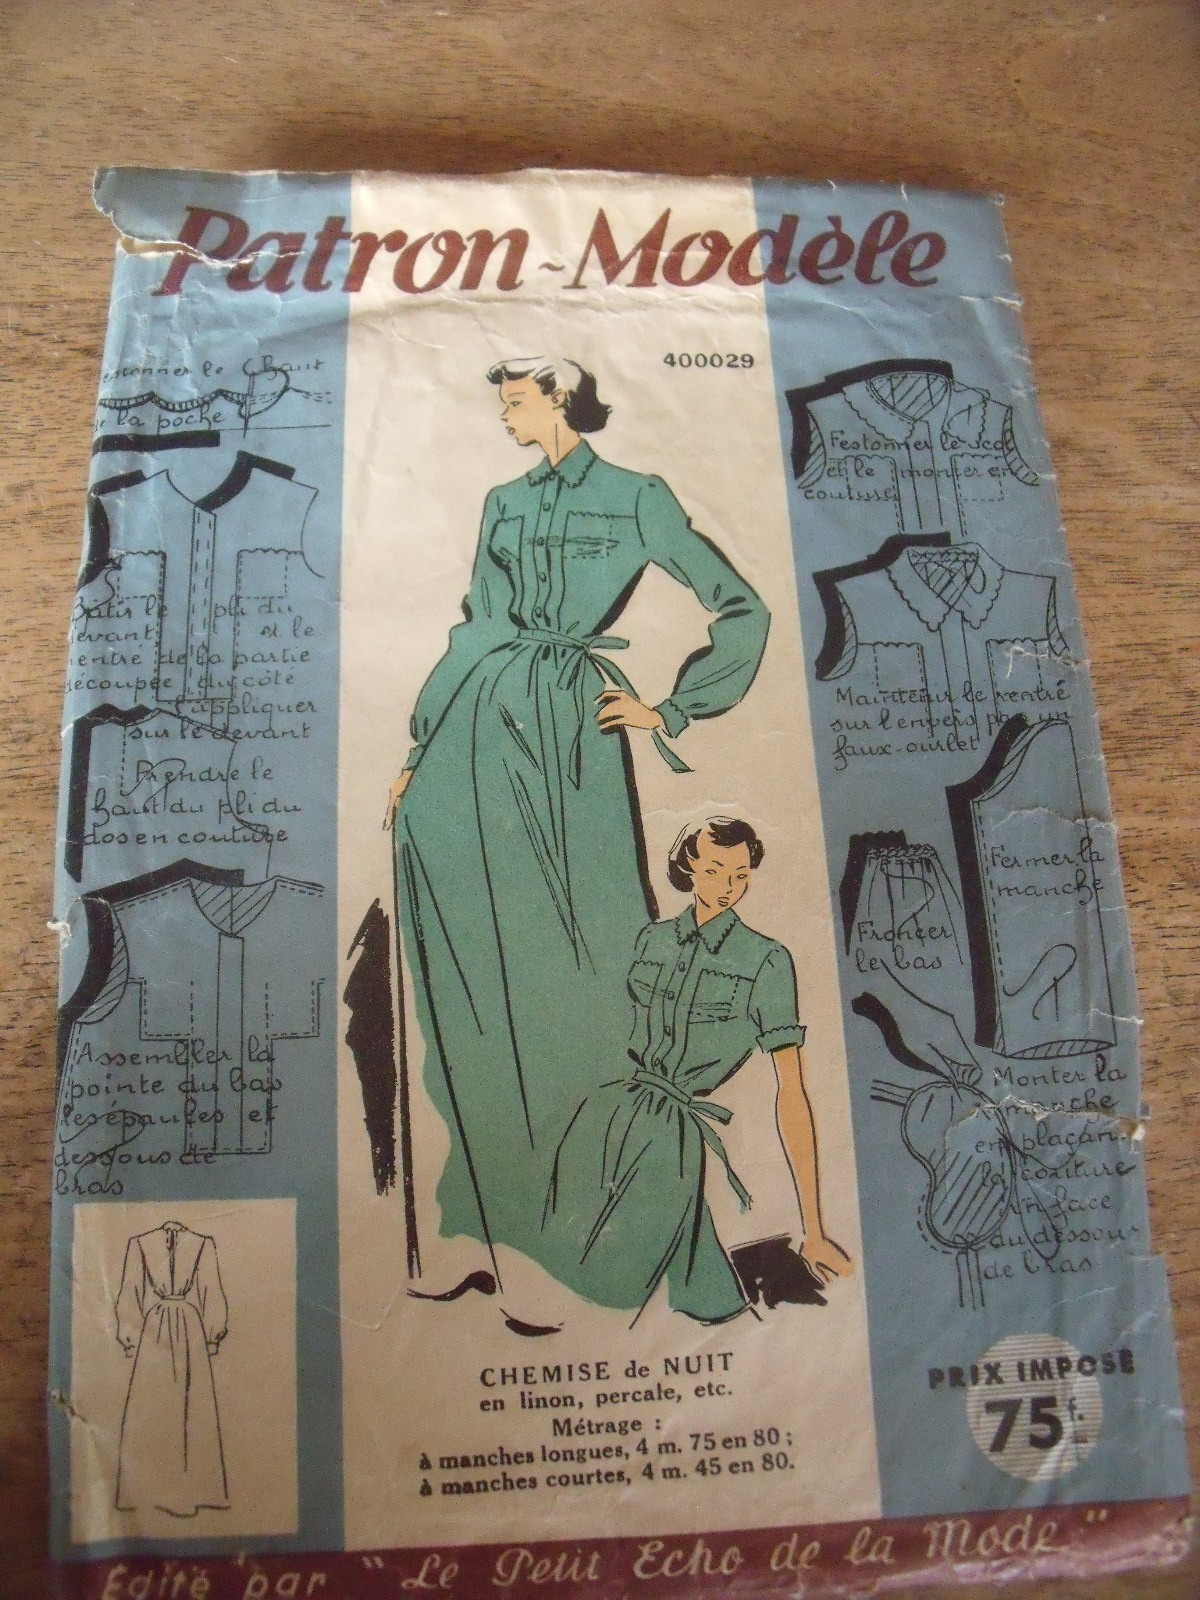 Patron-Modèle
400029
Festonner le Chant
de la poche
Bâtir le pli du
devant et le
rentré de la partie
découpée du côté
l'appliquer
sur le devant
Prendre le
haut du pli du
dos en couture
Assembler la
pointe du bas
les épaules et
dessous de
bras
Festonner le col
et le monter en
coulisse
Maintenir le rentré
sur l'envers par un
faux-ourlet
Fermer la
manche
Froncer
le bas
Monter la
manche
en plaçant
la couture
en face
du dessous
de bras
CHEMISE de NUIT
en linon, percale, etc.
Métrage :
à manches longues, 4 m. 75 en 80 ;
à manches courtes, 4 m. 45 en 80.
PRIX IMPOSE
75 f.
Édité par "Le Petit Echo de la Mode"